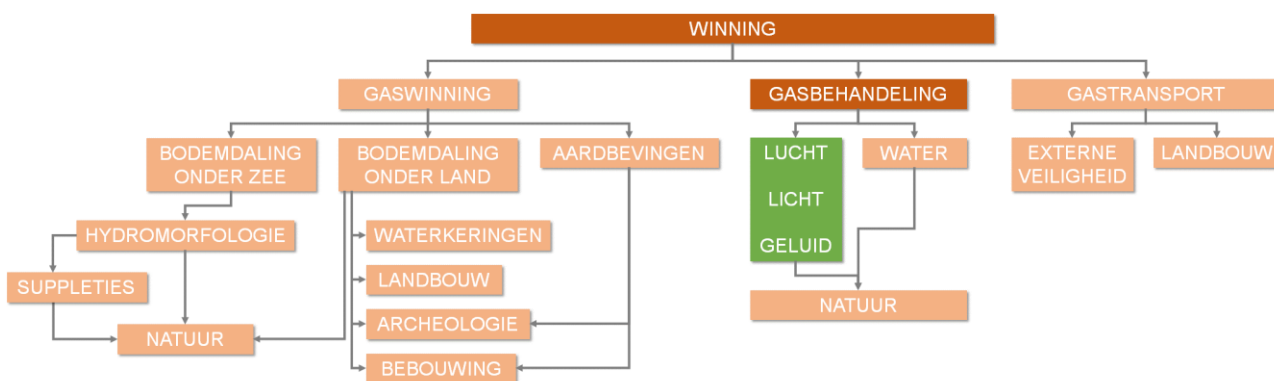 WINNING
GASWINNING
GASBEHANDELING
GASTRANSPORT
BODEMDALING
ONDER ZEE
BODEMDALING
ONDER LAND
AARDBEVINGEN
LUCHT
LICHT
GELUID
WATER
EXTERNE
VEILIGHEID
LANDBOUW
HYDROMORFOLOGIE
WATERKERINGEN
SUPPLETIES
LANDBOUW
NATUUR
ARCHEOLOGIE
NATUUR
BEBOUWING